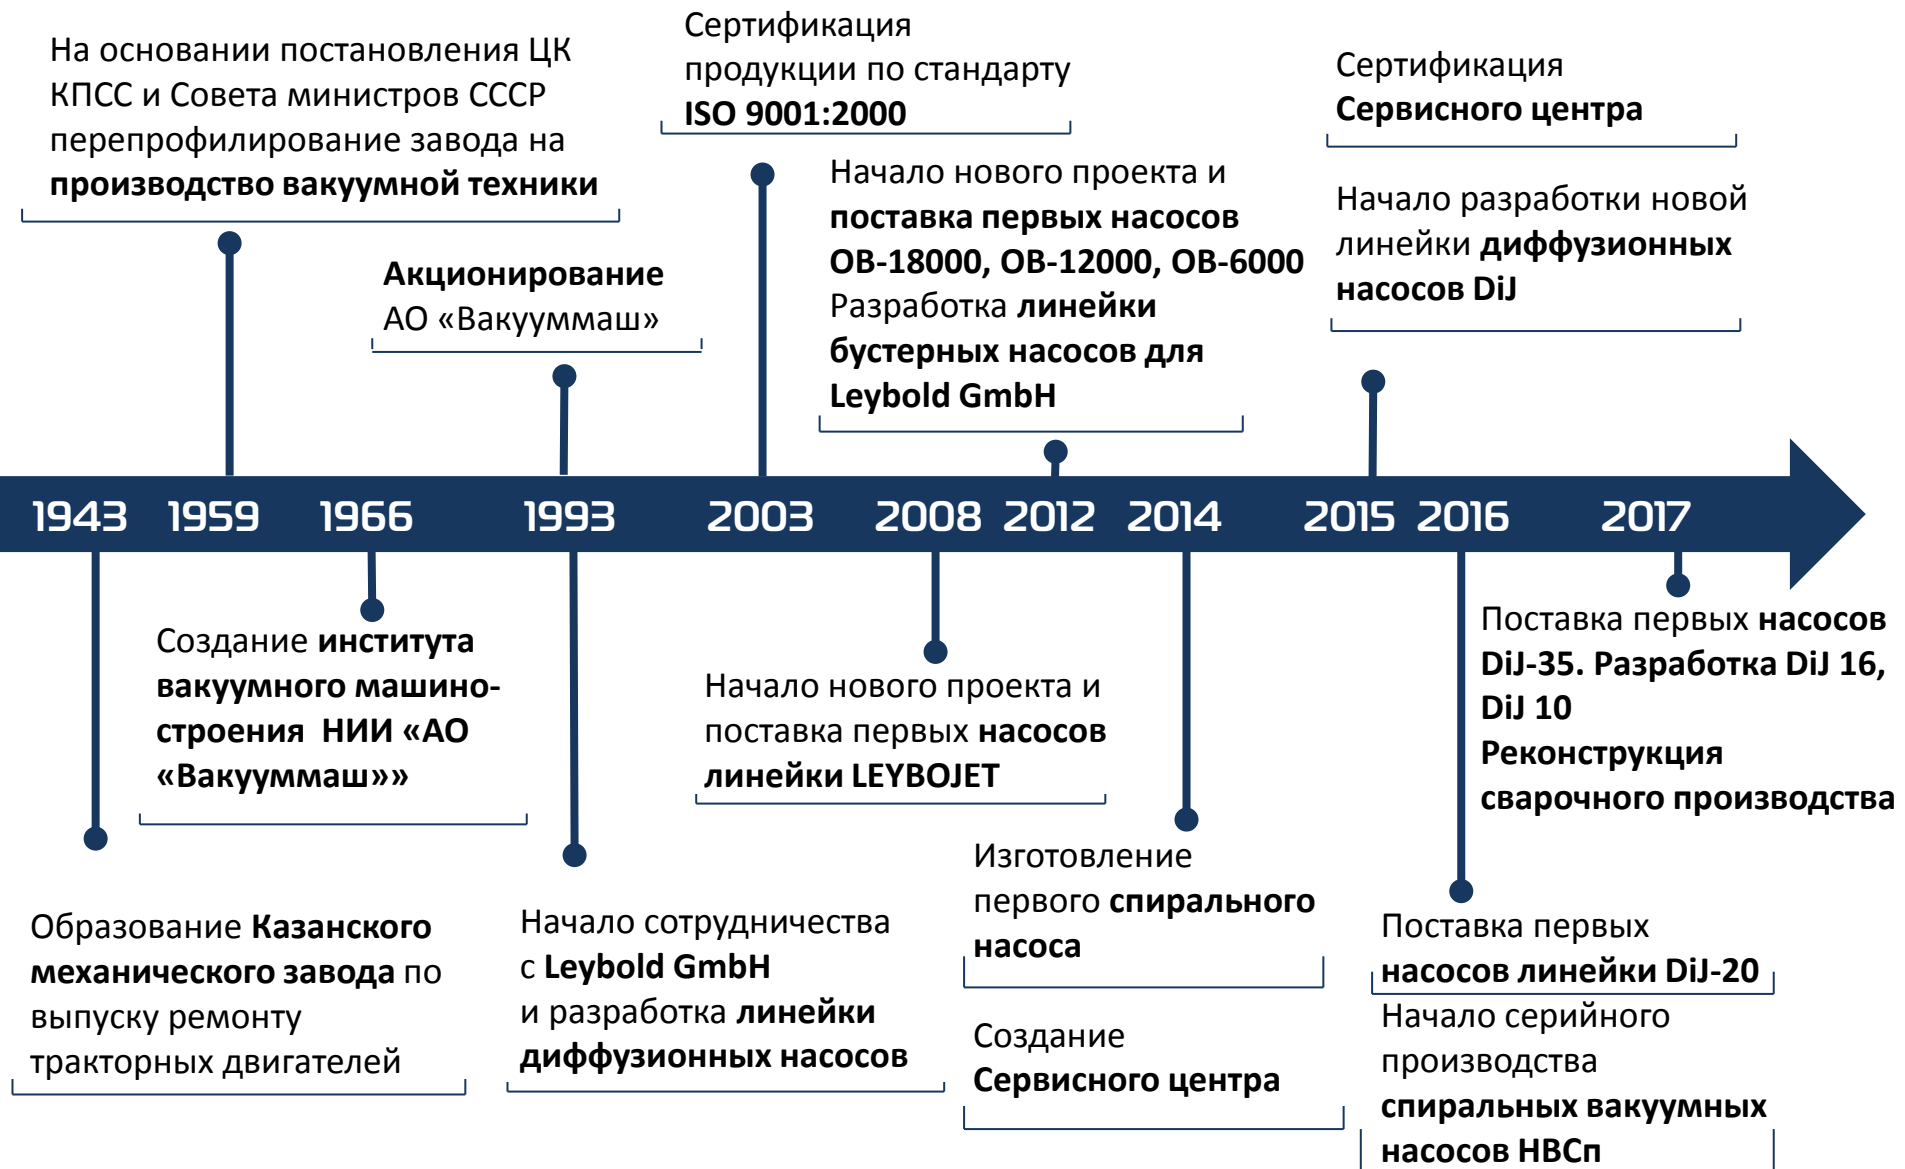 На основании постановления ЦК
КПСС и Совета министров СССР
перепрофилирование завода на
производство вакуумной техники
Акционирование
АО «Вакууммаш»
Сертификация
продукции по стандарту
ISO 9001:2000
Начало нового проекта и
поставка первых насосов
ОВ-18000, ОВ-12000, ОВ-6000
Разработка линейки
бустерных насосов для
Leybold GmbH
Сертификация
Сервисного центра
Начало разработки новой
линейки диффузионных
насосов DiJ
1943 1959 1966 1993 2003 2008 2012 2014 2015 2016 2017
Образование Казанского
механического завода по
выпуску ремонту
тракторных двигателей
Создание института
вакуумного машино-
строения НИИ «АО
«Вакууммаш»»
Начало сотрудничества
с Leybold GmbH
и разработка линейки
диффузионных насосов
Начало нового проекта и
поставка первых насосов
линейки LEYBOJET
Изготовление
первого спирального
насоса
Создание
Сервисного центра
Поставка первых
насосов линейки DiJ-20
Начало серийного
производства
спиральных вакуумных
насосов НВСп
Поставка первых насосов
DiJ-35. Разработка DiJ 16,
DiJ 10
Реконструкция
сварочного производства